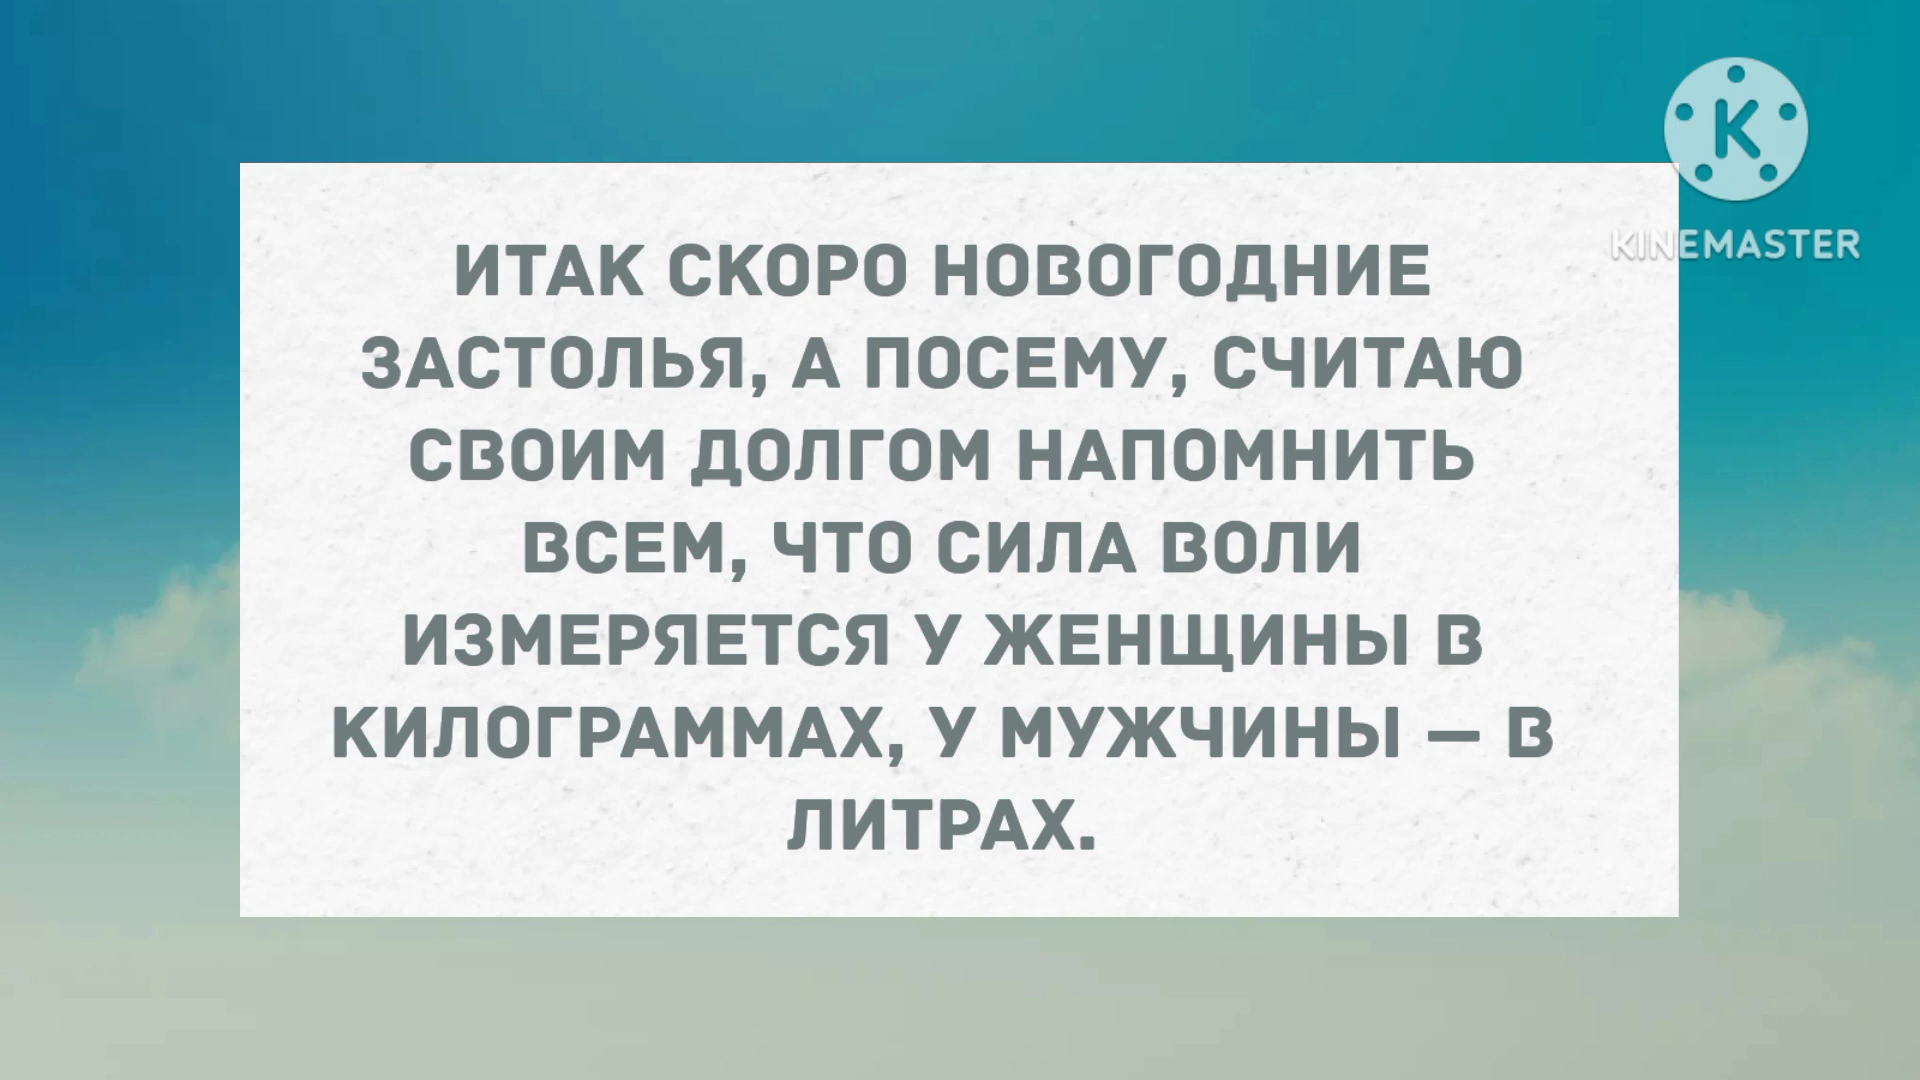 ИТАК СКОРО НОВОГОДНИЕ
ЗАСТОЛЬЯ, А ПОСЕМУ, СЧИТАЮ
СВОИМ ДОЛГОМ НАПОМНИТЬ
ВСЕМ, ЧТО СИЛА ВОЛИ
ИЗМЕРЯЕТСЯ У ЖЕНЩИНЫ В
КИЛОГРАММАХ, У МУЖЧИНЫ — В
ЛИТРАХ.
K
KINEMASTER